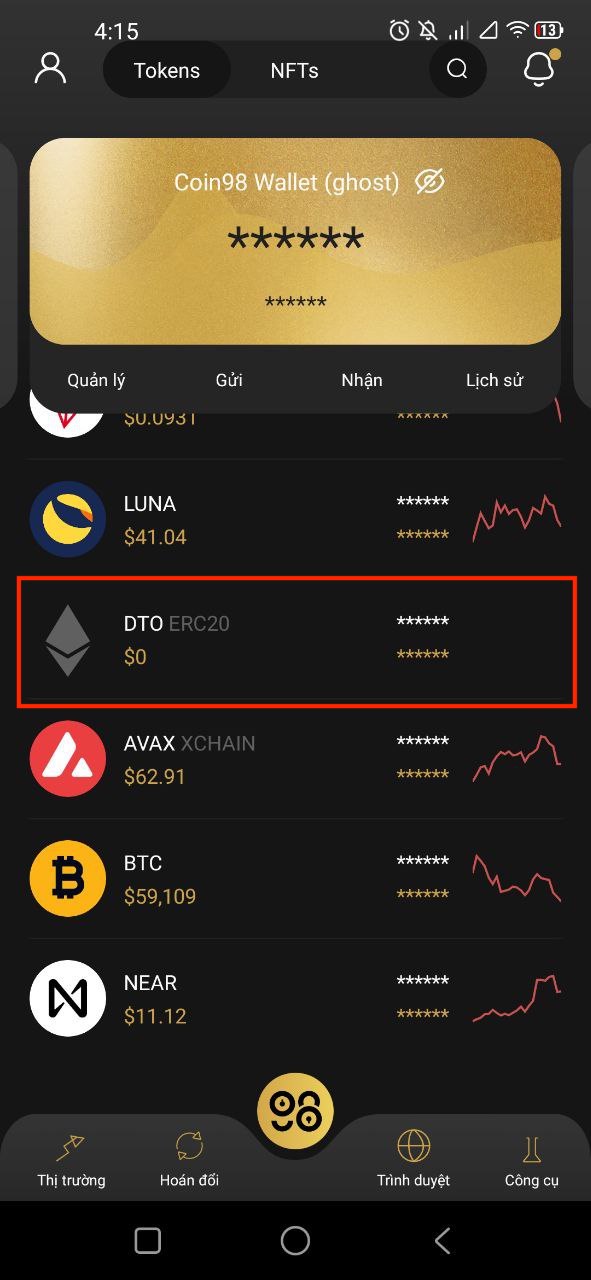 4:15
13
Tokens
NFTs
Coin98 Wallet (ghost)
******
******
Quản lý
Gửi
Nhận
Lịch sử
$0.0931
******
LUNA
******
$41.04
******
DTO ERC20
******
$0
******
AVAX XCHAIN
******
$62.91
******
BTC
******
$59,109
******
NEAR
******
$11.12
******
98
Thị trường
Hoán đổi
Trình duyệt
Công cụ